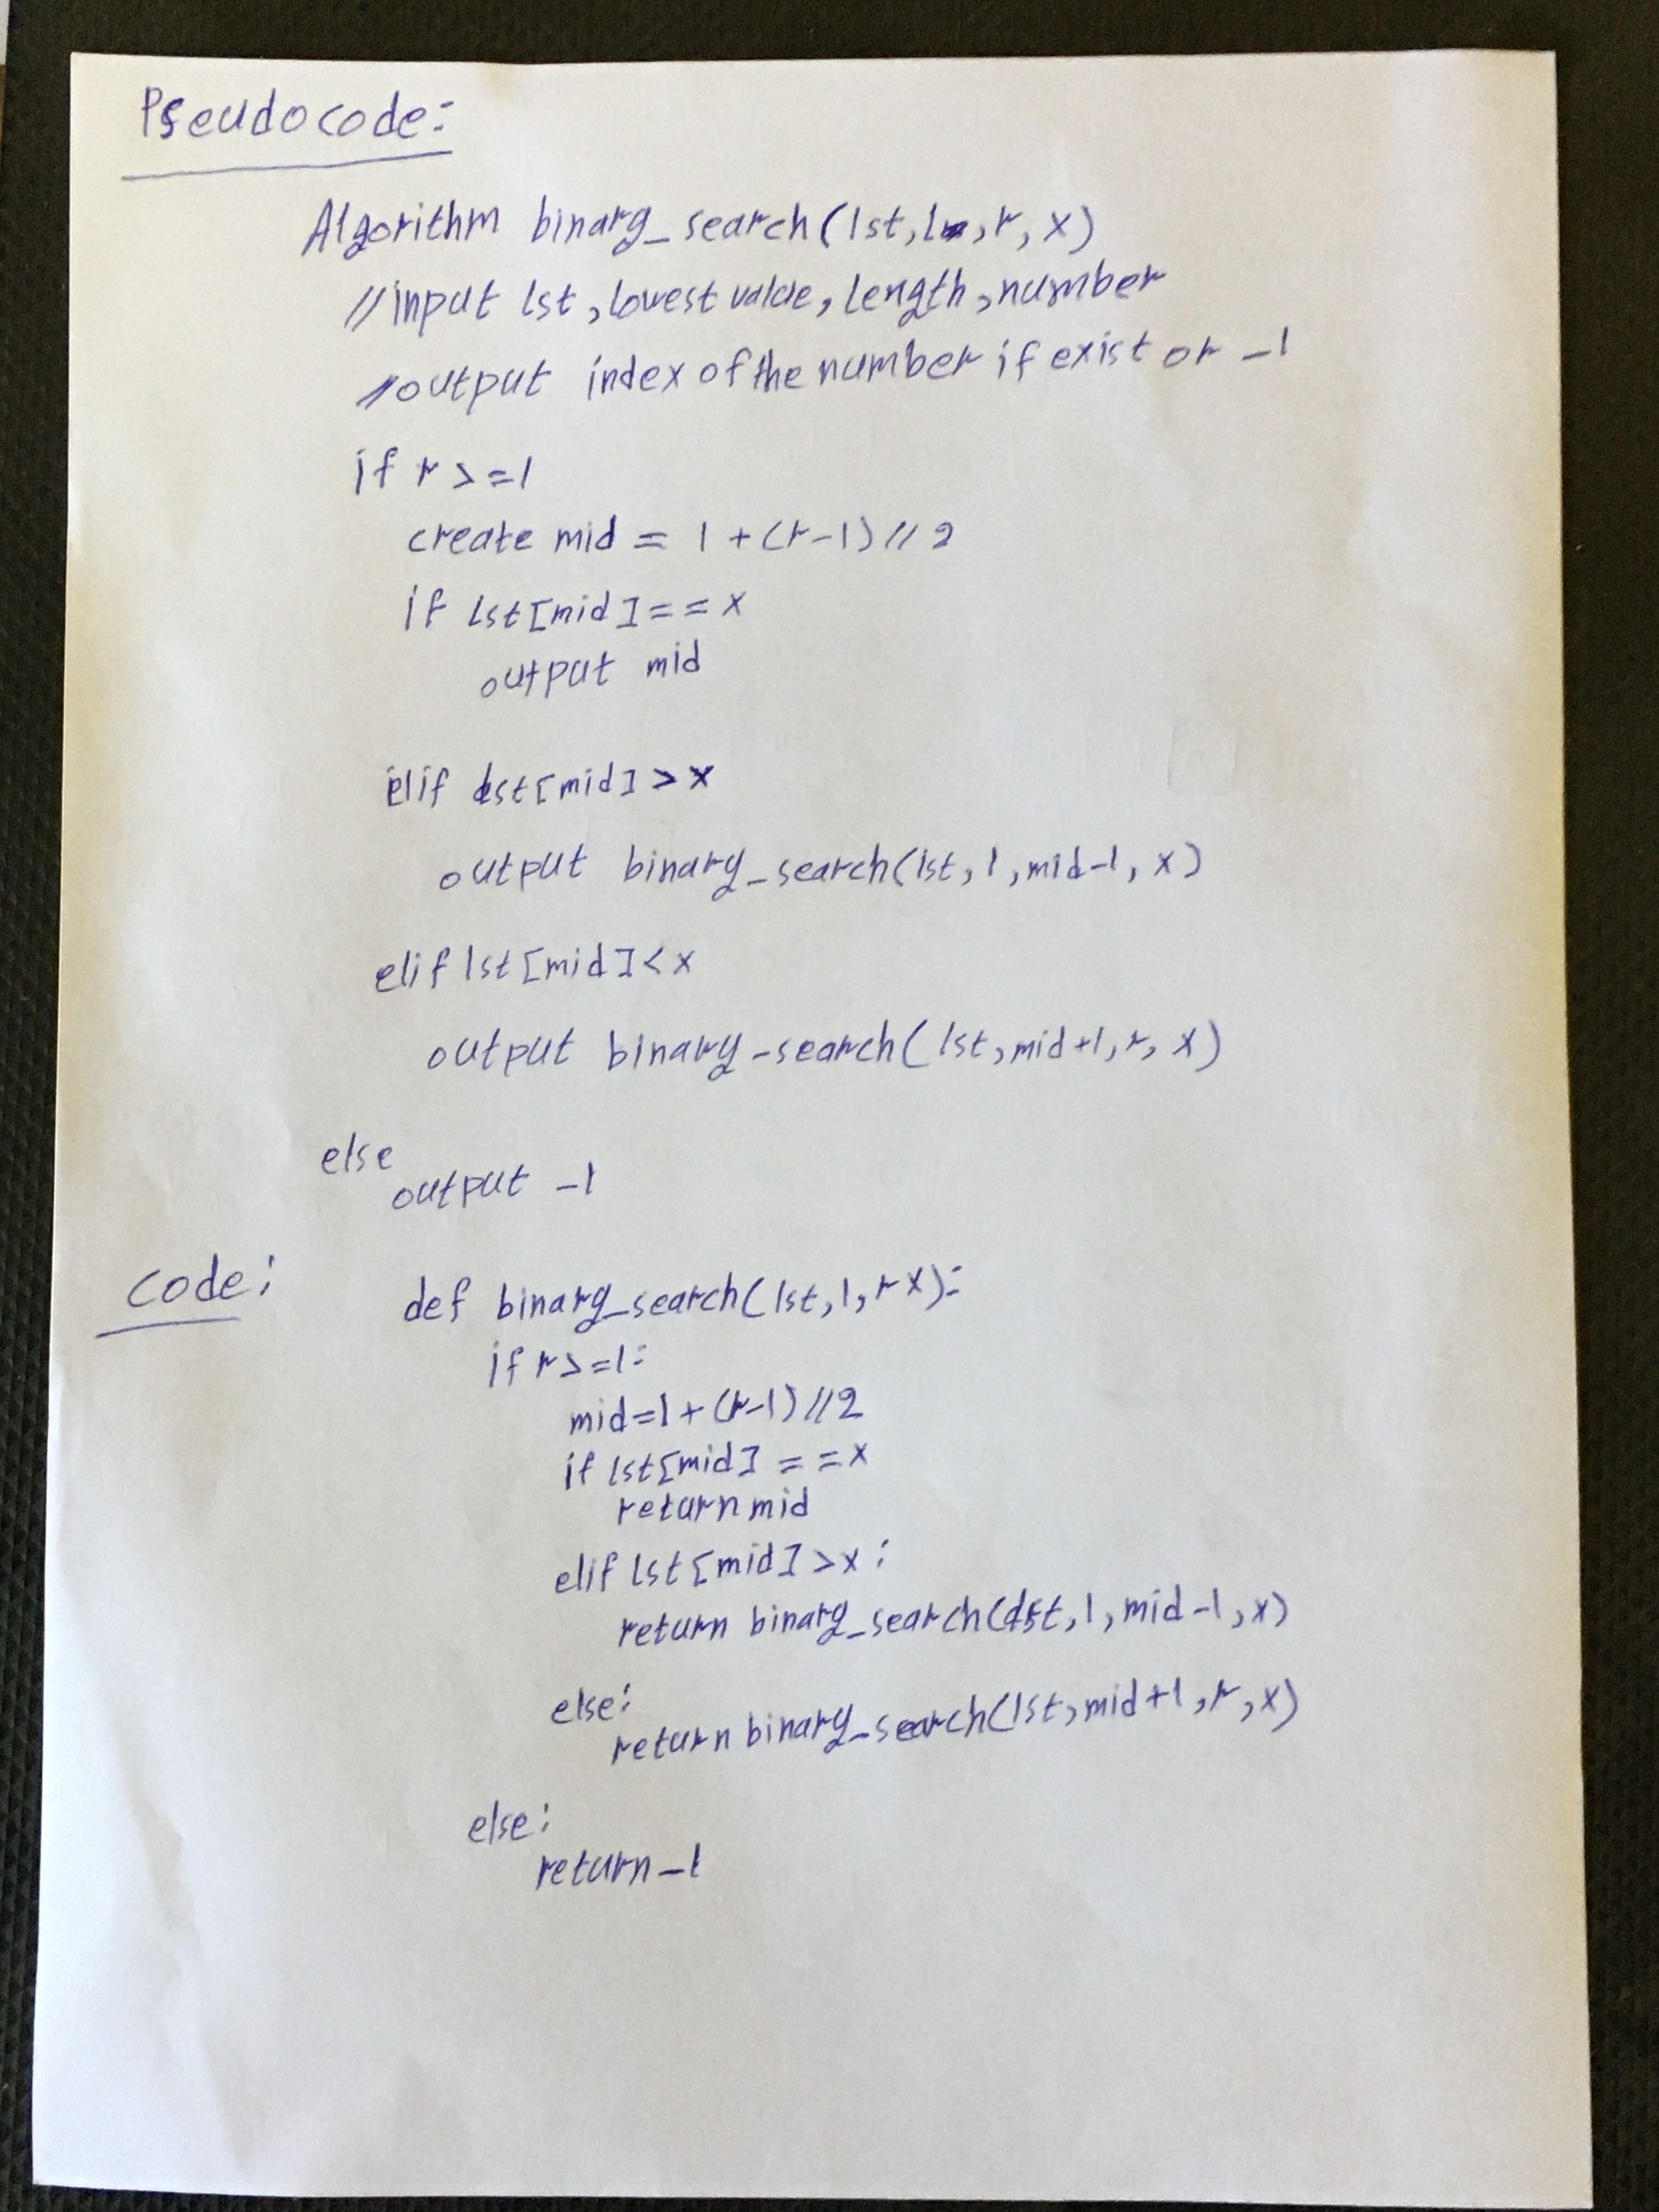 Pseudocode:
Algorithm binary_search(lst, l, r, x)
//input lst, lowest value, length, number
//output index of the number if exist or -1
if r >= l
create mid = l + (r-l) // 2
if lst[mid] == x
output mid
elif lst[mid] > x
output binary_search(lst, l, mid-1, x)
elif lst[mid] < x
output binary-search(lst, mid+1, r, x)
else
output -1
code:
def binary_search(lst, l, r x):
if r >= l:
mid = l + (r-l) // 2
if lst[mid] == x
return mid
elif lst[mid] > x:
return binary_search(dst, l, mid-1, x)
else:
return binary_search(lst, mid+1, r, x)
else:
return -1